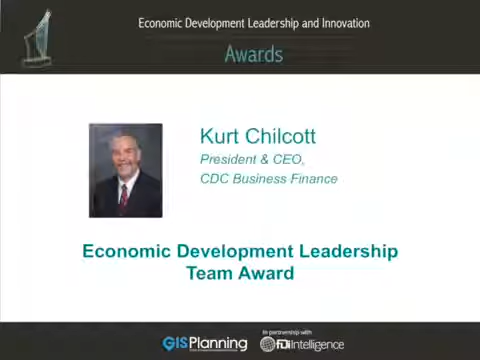 Economic Development Leadership and Innovation
Awards
Kurt Chilcott
President & CEO,
CDC Business Finance
Economic Development Leadership
Team Award
GISPlanning
In partnership with
fDi Intelligence